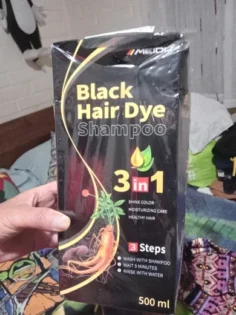 MEIDU
Black
Hair Dye
Shampoo
3 in 1
SHINE COLOR
MOISTURIZING CARE
HEALTHY HAIR
3 Steps
WASH WITH SHAMPOO
WAIT 5 MINUTES
RINSE WITH WATER
500 ml